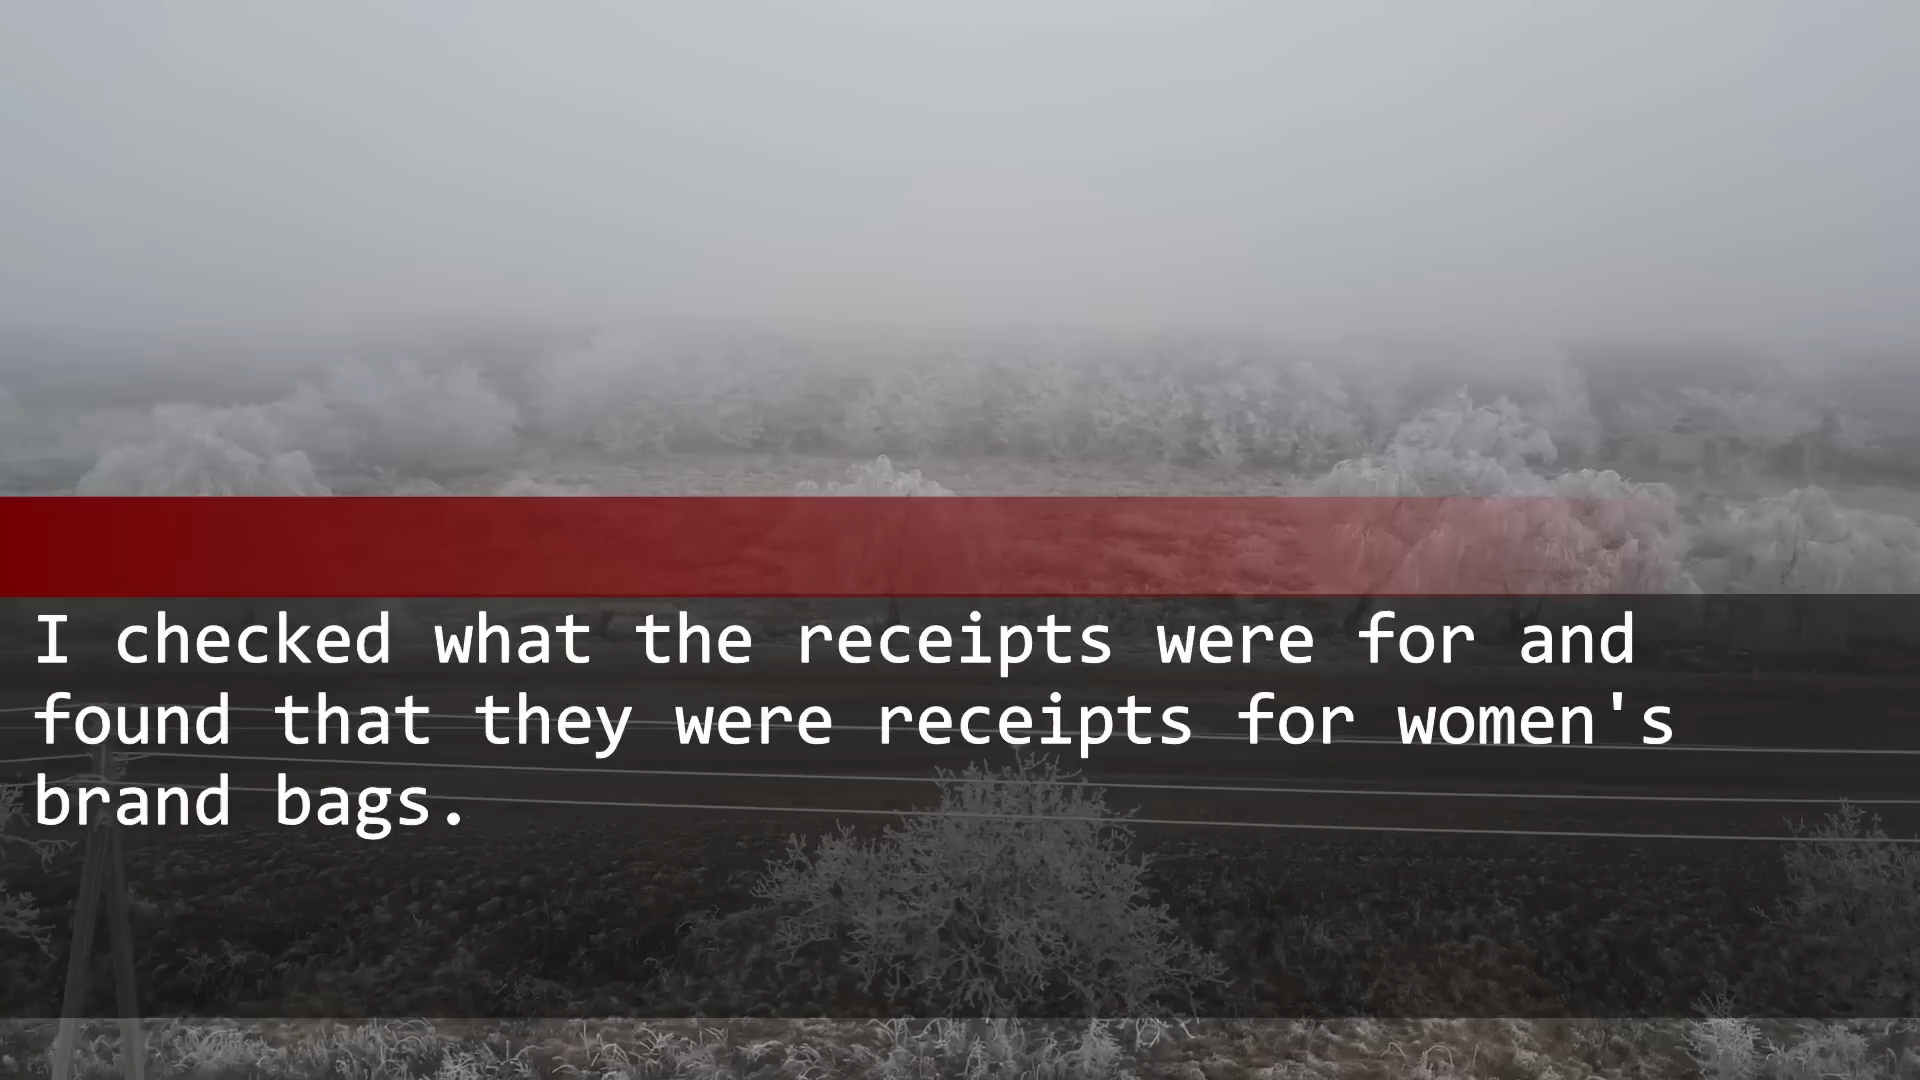 I checked what the receipts were for and
found that they were receipts for women's
brand bags.